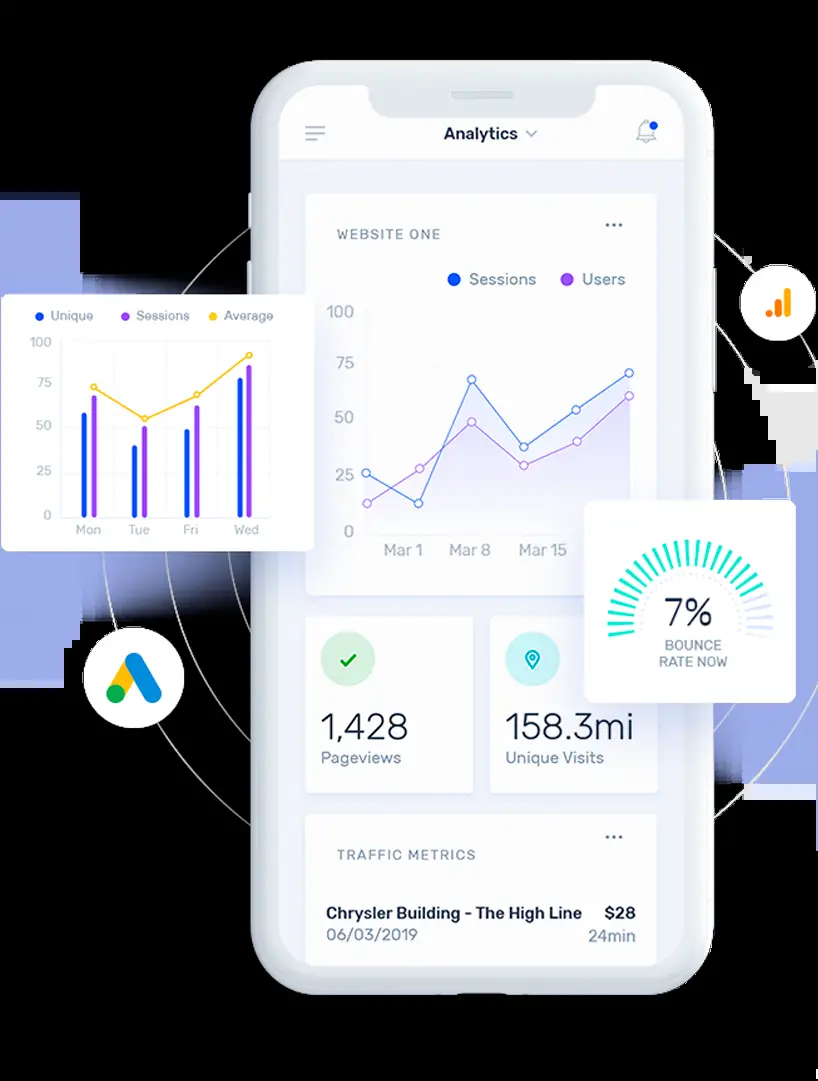 Analytics
WEBSITE ONE
Sessions Users
100
75
50
25
0
Mar 1 Mar 8 Mar 15
Unique Sessions Average
100
75
50
25
0
Mon Tue Fri Wed
7%
BOUNCE
RATE NOW
1,428
Pageviews
158.3mi
Unique Visits
TRAFFIC METRICS
Chrysler Building - The High Line $28
06/03/2019 24min